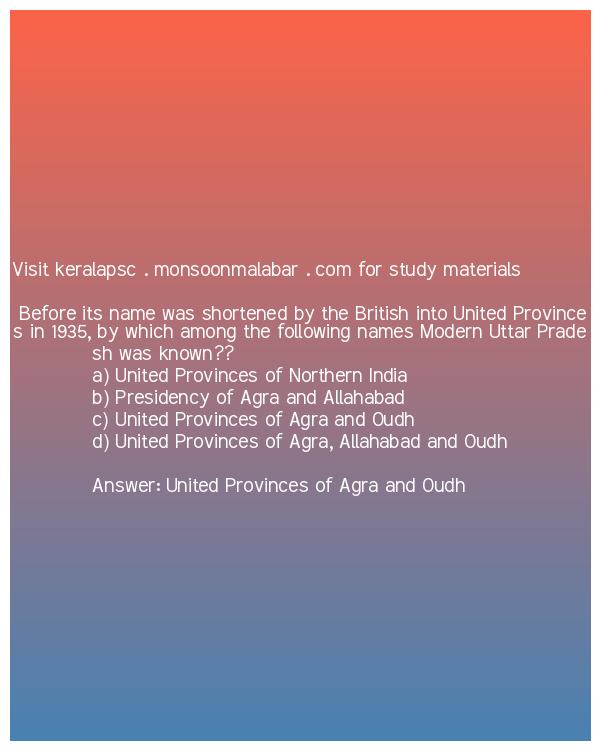 Visit keralapsc . monsoonmalabar . com for study materials
Before its name was shortened by the British into United Province
s in 1935, by which among the following names Modern Uttar Prade
sh was known??
a) United Provinces of Northern India
b) Presidency of Agra and Allahabad
c) United Provinces of Agra and Oudh
d) United Provinces of Agra, Allahabad and Oudh
Answer: United Provinces of Agra and Oudh